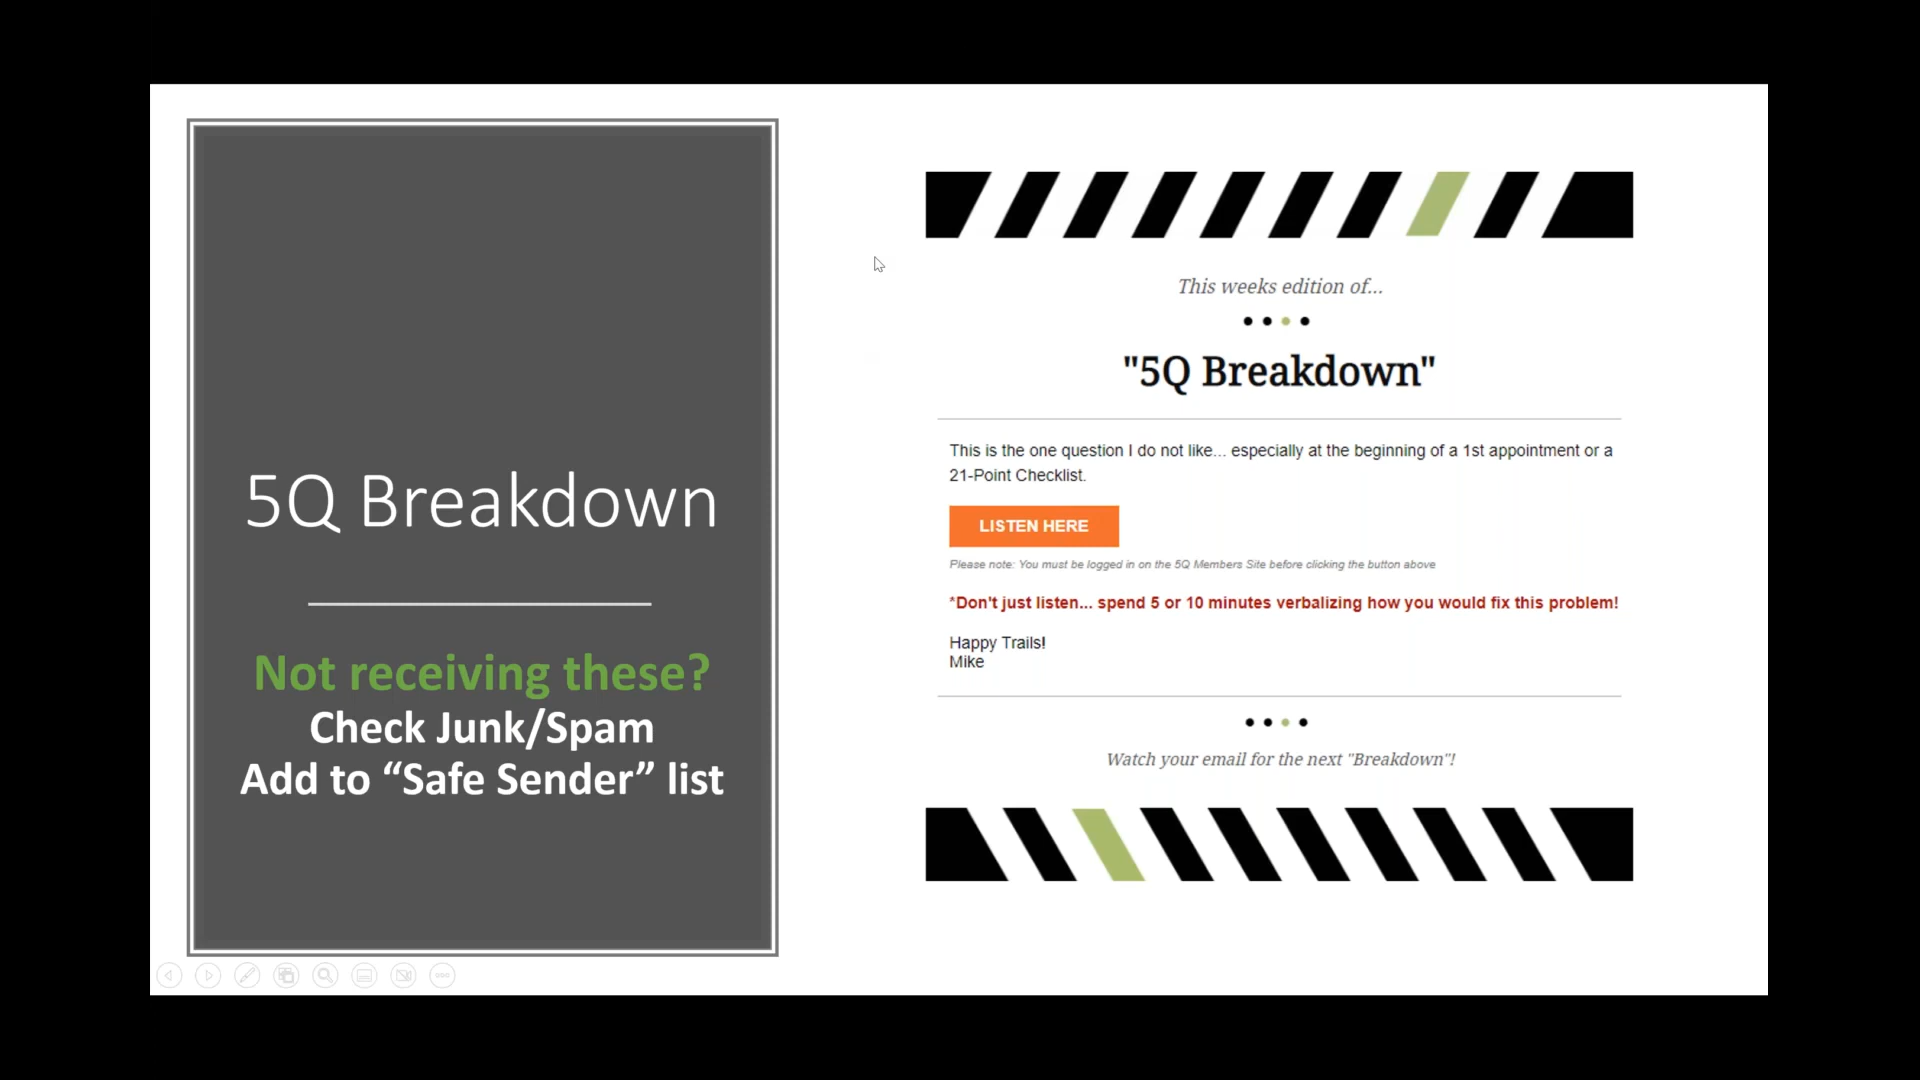 5Q Breakdown
Not receiving these?
Check Junk/Spam
Add to “Safe Sender” list
This weeks edition of...
"5Q Breakdown"
This is the one question I do not like... especially at the beginning of a 1st appointment or a
21-Point Checklist.
LISTEN HERE
Please note: You must be logged in on the 5Q Members Site before clicking the button above
*Don't just listen... spend 5 or 10 minutes verbalizing how you would fix this problem!
Happy Trails!
Mike
Watch your email for the next "Breakdown"!